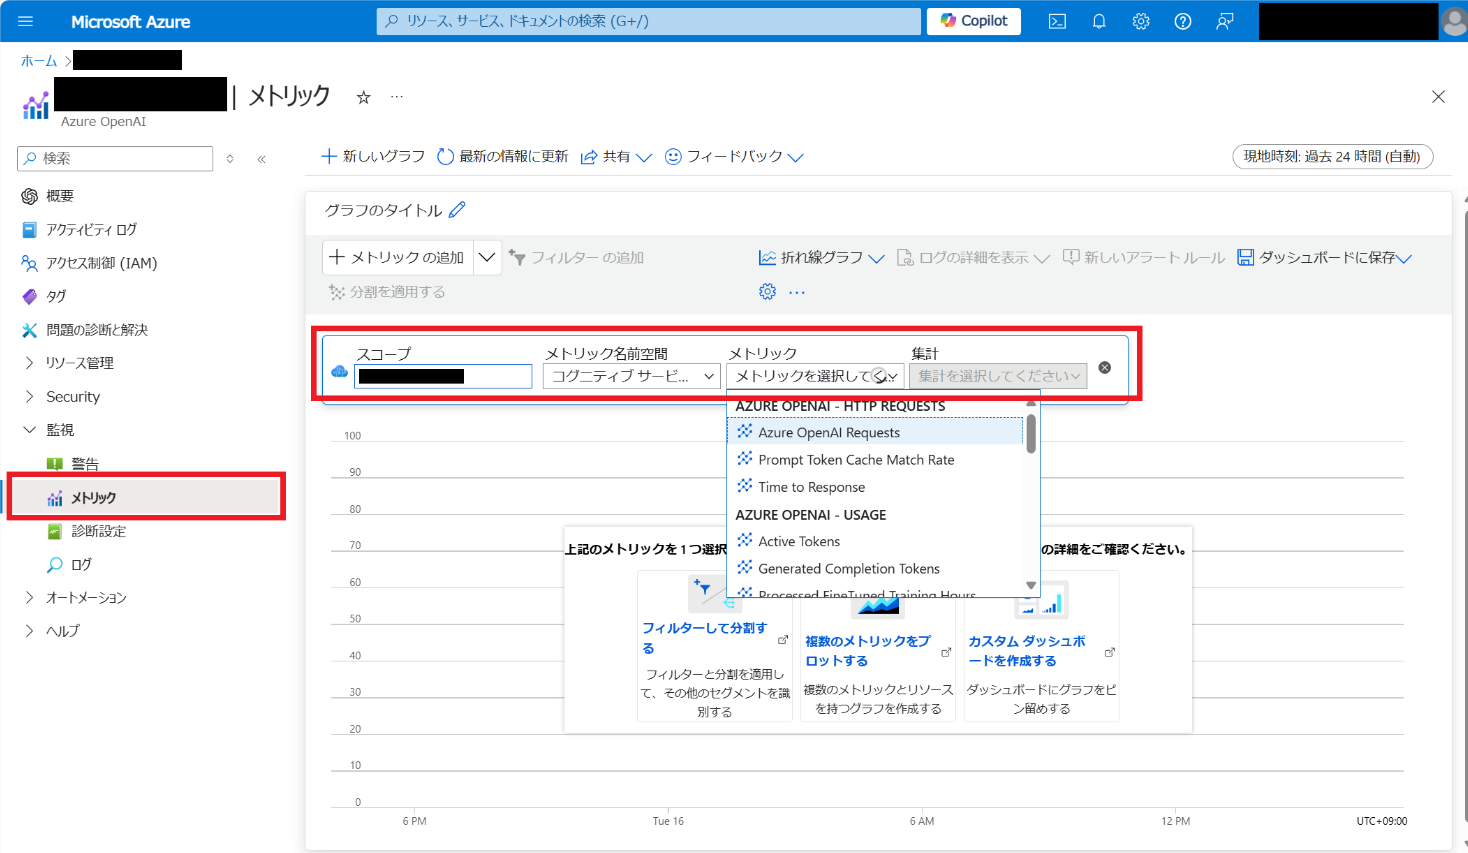 Microsoft Azure
リソース、サービス、ドキュメントの検索 (G+/)
Copilot
ホーム >
| メトリック
Azure OpenAI
検索
概要
アクティビティ ログ
アクセス制御 (IAM)
タグ
問題の診断と解決
リソース管理
Security
監視
警告
メトリック
診断設定
ログ
オートメーション
ヘルプ
新しいグラフ 最新の情報に更新 共有 フィードバック
現地時刻: 過去 24 時間 (自動)
グラフのタイトル
メトリック の追加 フィルター の追加
折れ線グラフ ログの詳細を表示 新しいアラート ルール ダッシュボードに保存
分割を適用する
スコープ メトリック名前空間 メトリック 集計
コグニティブ サービ... メトリックを選択してく... 集計を選択してください
AZURE OPENAI - HTTP REQUESTS
Azure OpenAI Requests
Prompt Token Cache Match Rate
Time to Response
AZURE OPENAI - USAGE
Active Tokens
Generated Completion Tokens
Processed FineTuned Training Hours
100
90
80
70
60
50
40
30
20
10
0
上記のメトリックを 1 つ選択
の詳細をご確認ください。
フィルターして分割す
る
フィルターと分割を適用し
て、その他のセグメントを識
別する
複数のメトリックをプ
ロットする
複数のメトリックとリソース
を持つグラフを作成する
カスタム ダッシュボ
ードを作成する
ダッシュボードにグラフをピ
ン留めする
6 PM Tue 16 6 AM 12 PM UTC+09:00